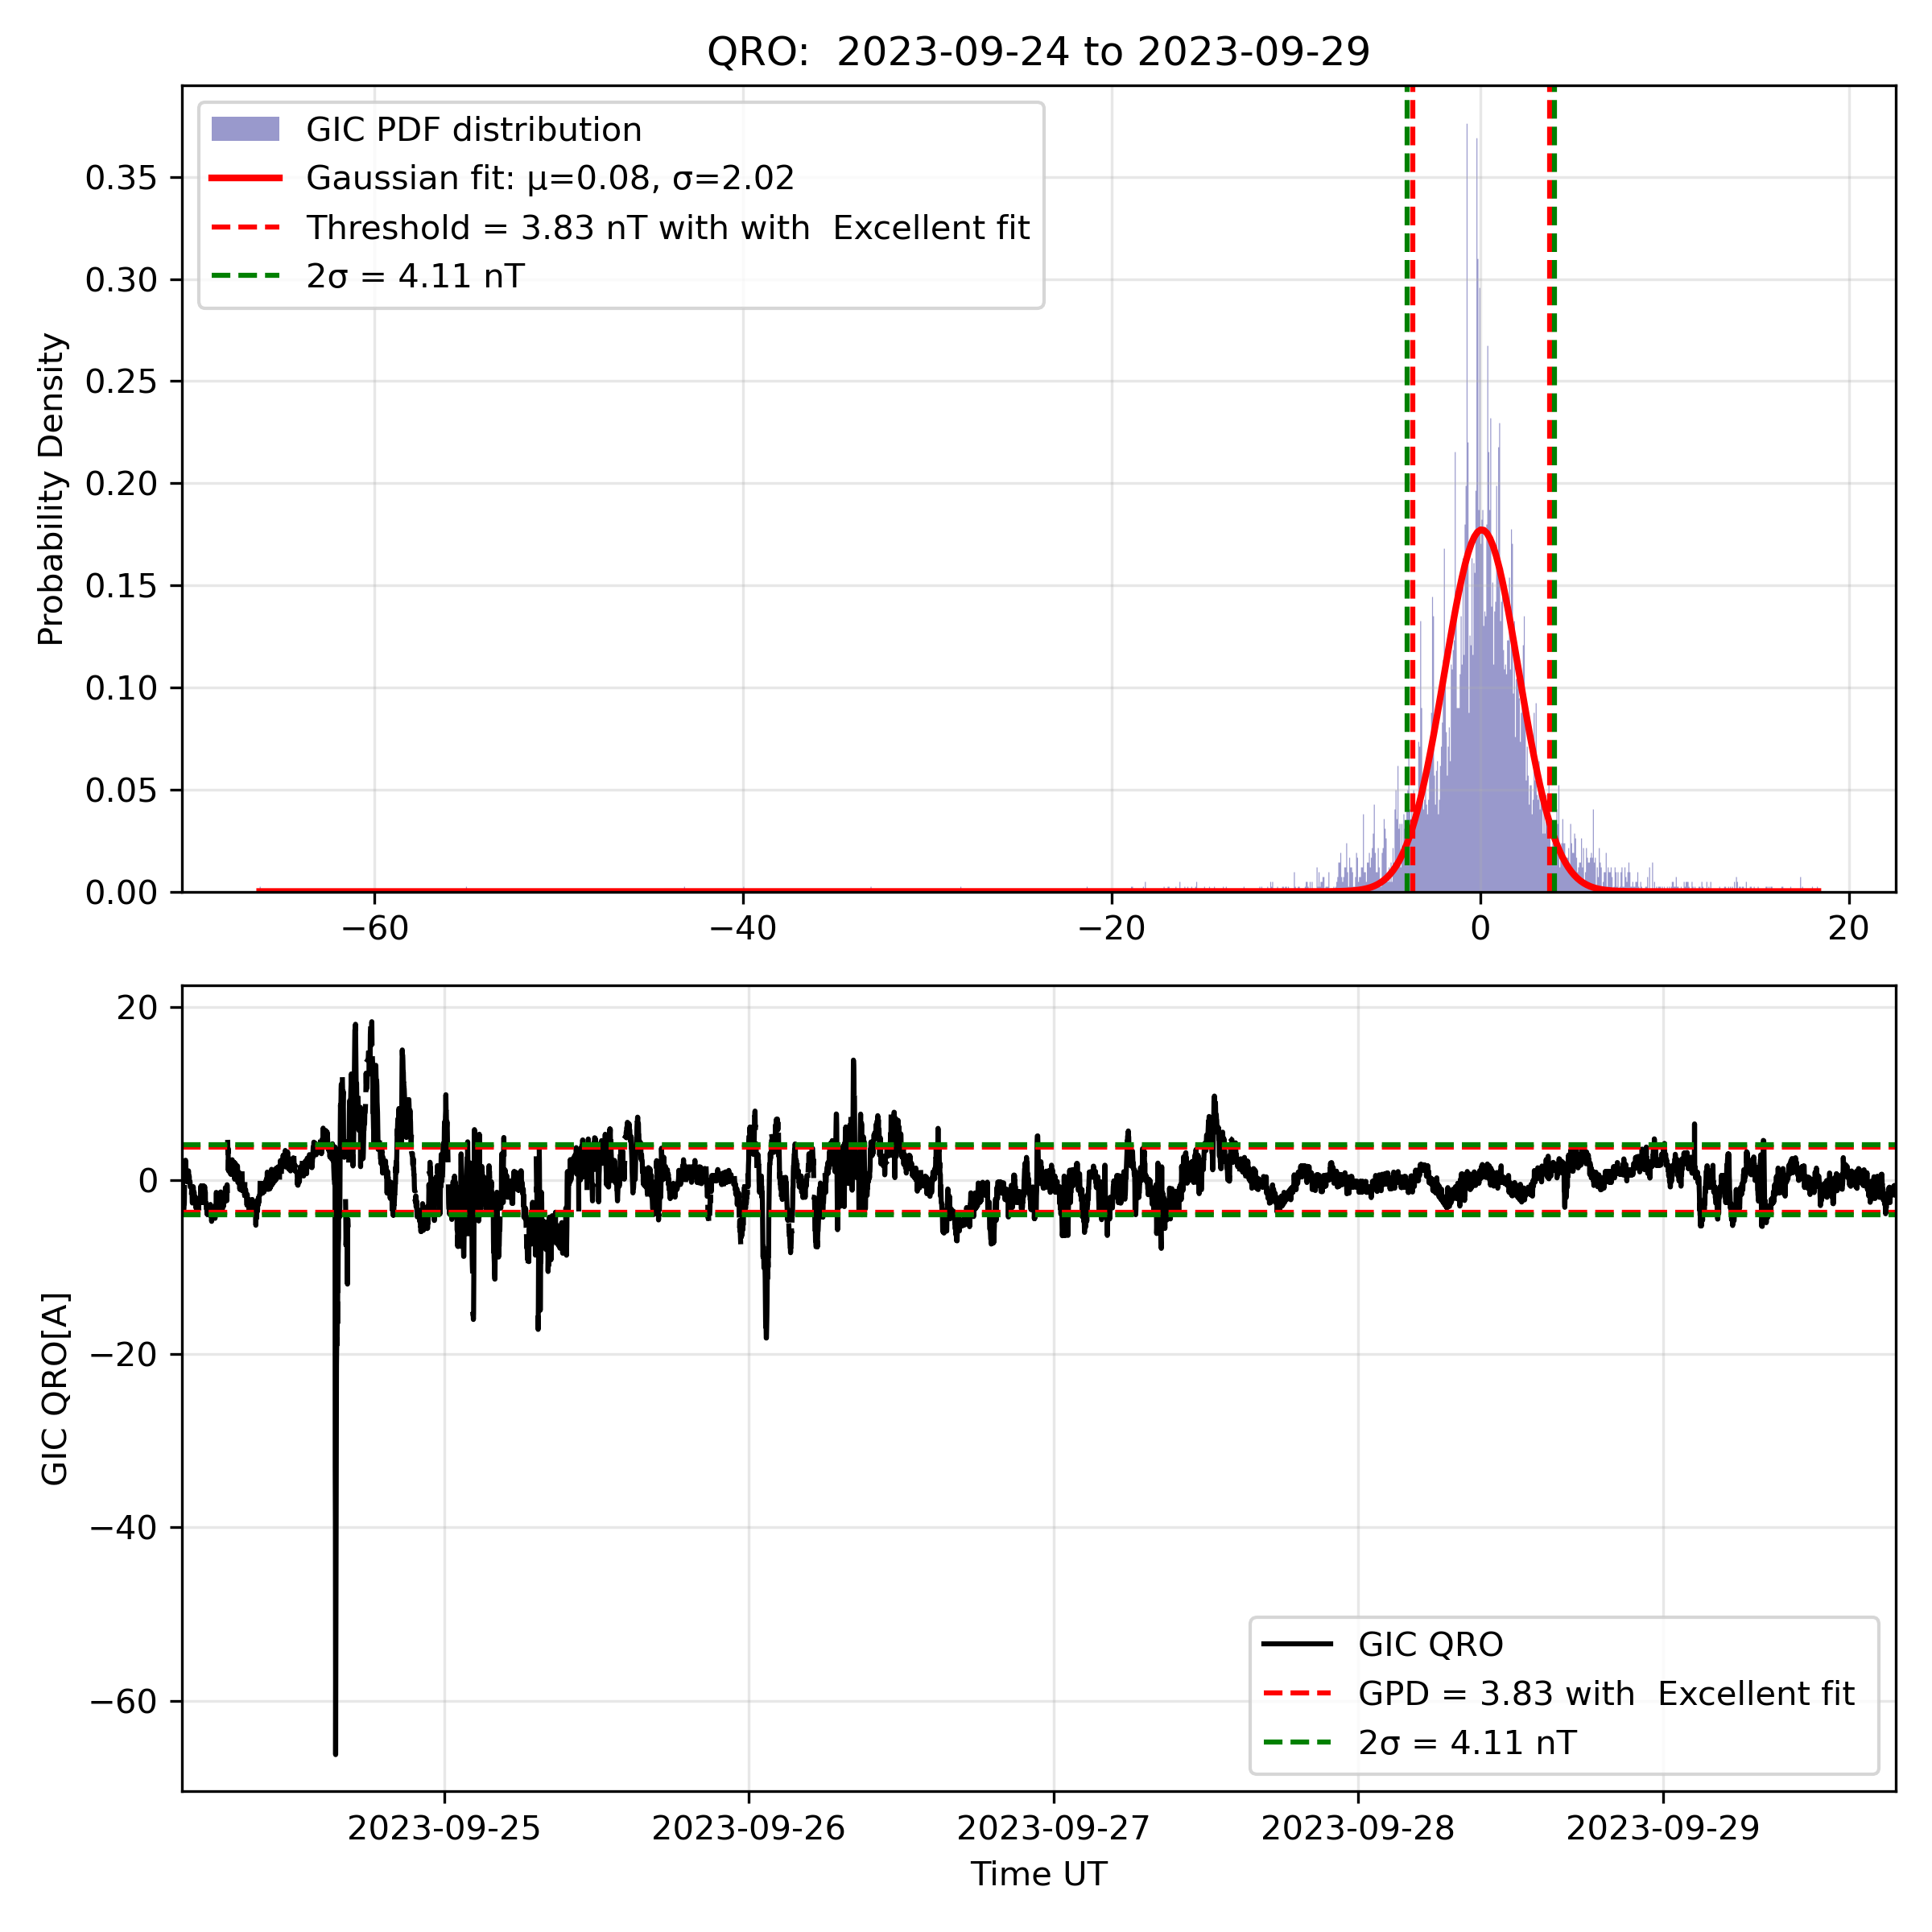 QRO:  2023-09-24 to 2023-09-29
GIC PDF distribution
Gaussian fit: μ=0.08, σ=2.02
Threshold = 3.83 nT with with  Excellent fit
2σ = 4.11 nT
Probability Density
0.35
0.30
0.25
0.20
0.15
0.10
0.05
0.00
−60
−40
−20
0
20
20
0
−20
−40
−60
GIC QRO[A]
GIC QRO
GPD = 3.83 with  Excellent fit
2σ = 4.11 nT
2023-09-25
2023-09-26
2023-09-27
2023-09-28
2023-09-29
Time UT